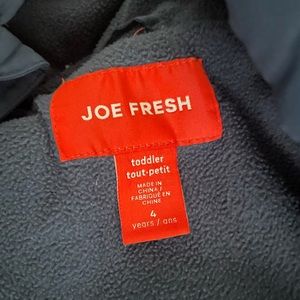 JOE FRESH
toddler
tout-petit
MADE IN
CHINA /
FABRIQUÉ EN
CHINE
4
years / ans